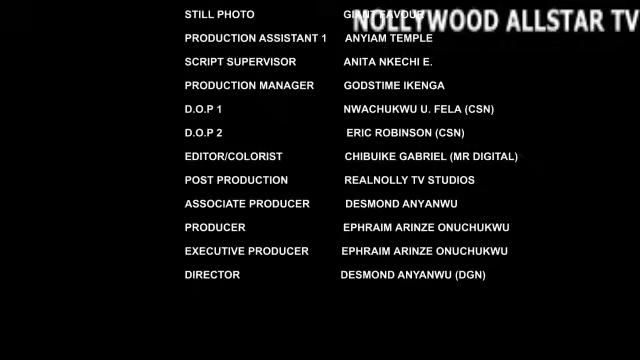 NOLLYWOOD ALLSTAR TV
STILL PHOTO GIANT FAVOUR
PRODUCTION ASSISTANT 1 ANYIAM TEMPLE
SCRIPT SUPERVISOR ANITA NKECHI E.
PRODUCTION MANAGER GODSTIME IKENGA
D.O.P 1 NWACHUKWU U. FELA (CSN)
D.O.P 2 ERIC ROBINSON (CSN)
EDITOR/COLORIST CHIBUIKE GABRIEL (MR DIGITAL)
POST PRODUCTION REALNOLLY TV STUDIOS
ASSOCIATE PRODUCER DESMOND ANYANWU
PRODUCER EPHRAIM ARINZE ONUCHUKWU
EXECUTIVE PRODUCER EPHRAIM ARINZE ONUCHUKWU
DIRECTOR DESMOND ANYANWU (DGN)